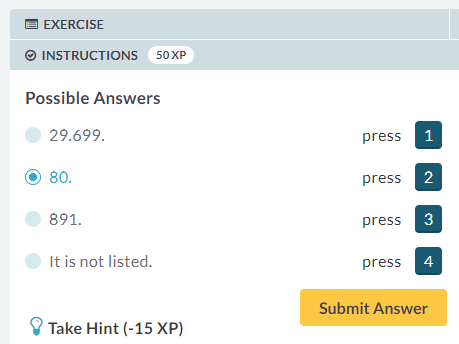 EXERCISE
INSTRUCTIONS 50 XP
Possible Answers
29.699. press 1
80. press 2
891. press 3
It is not listed. press 4
Submit Answer
Take Hint (-15 XP)